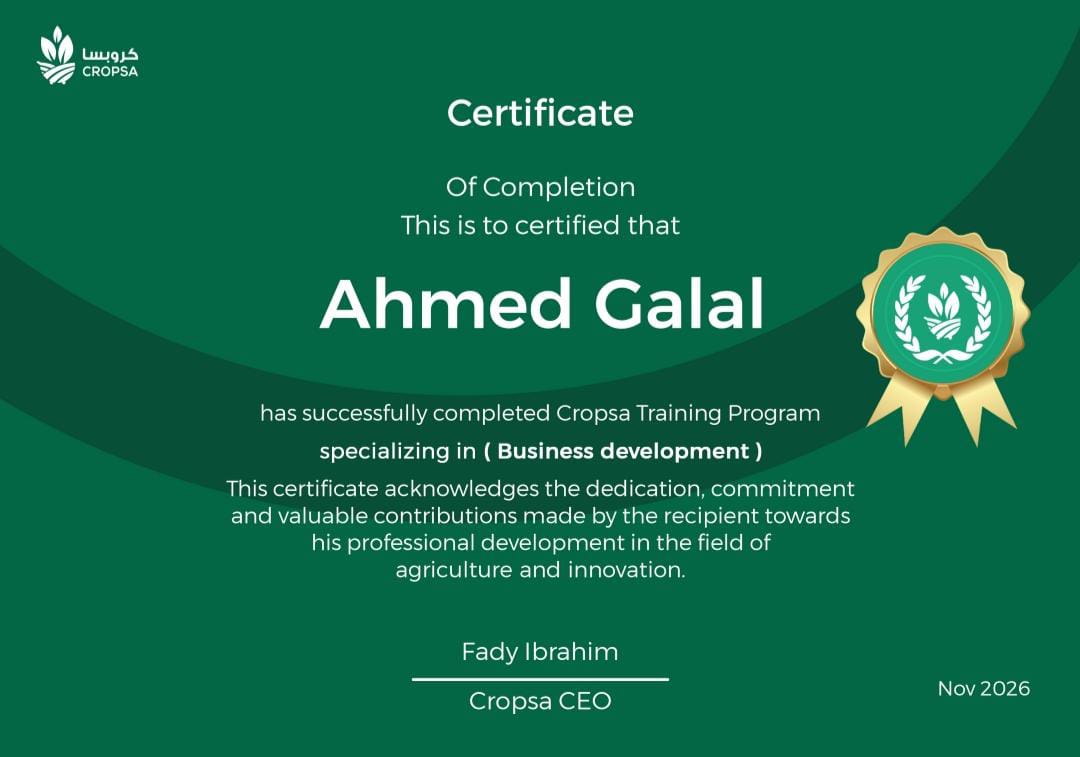 كروبسا
CROPSA
Certificate
Of Completion
This is to certified that
Ahmed Galal
has successfully completed Cropsa Training Program
specializing in ( Business development )
This certificate acknowledges the dedication, commitment
and valuable contributions made by the recipient towards
his professional development in the field of
agriculture and innovation.
Fady Ibrahim
Cropsa CEO
Nov 2026